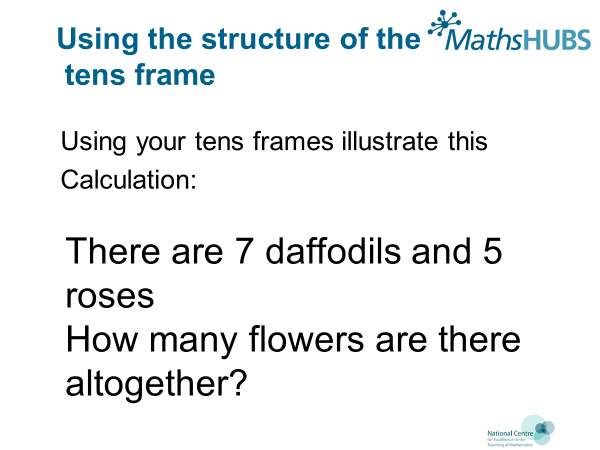 Using the structure of the
tens frame
MathsHUBS
Using your tens frames illustrate this
Calculation:
There are 7 daffodils and 5
roses
How many flowers are there
altogether?
National Centre
for Excellence in the
Teaching of Mathematics